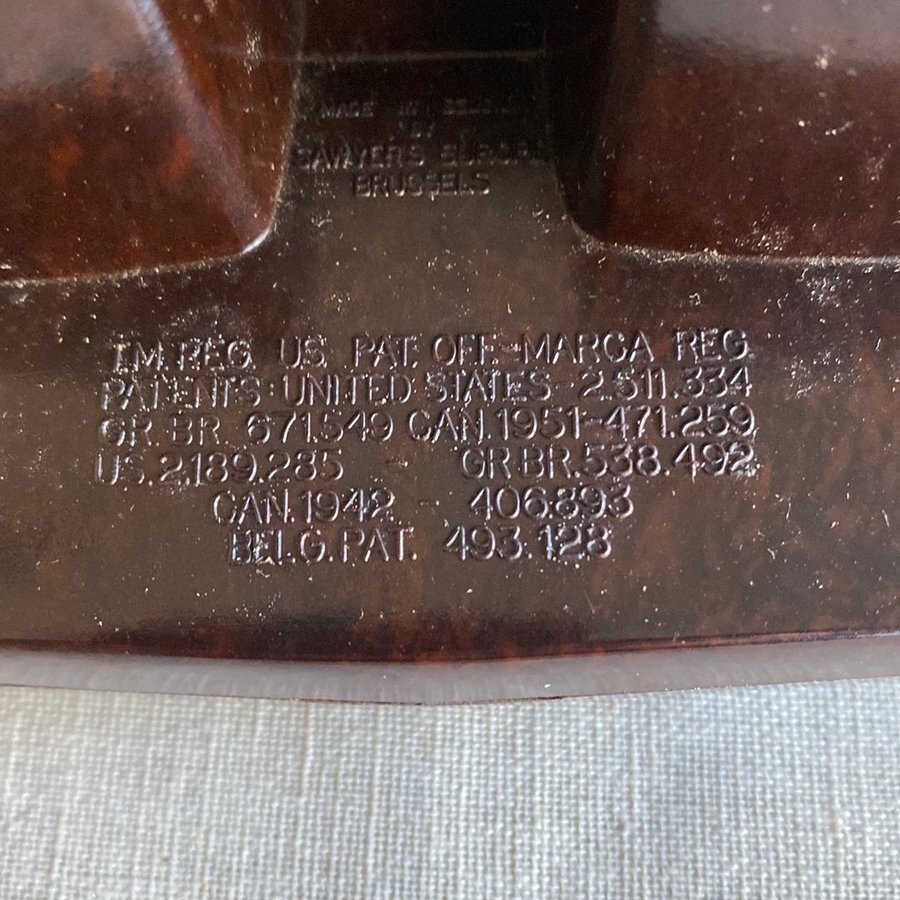 MADE IN BELGIUM
BY
SAWYER'S EUROPE
BRUSSELS
T.M. REG. US. PAT. OFF.-MARCA REG.
PATENTS: UNITED STATES-2.511.334
GR.BR. 671.549 CAN.1951-471.259
US.2.189.285 - GR.BR.538.492
CAN.1942 - 406.893
BELG.PAT. 493.128